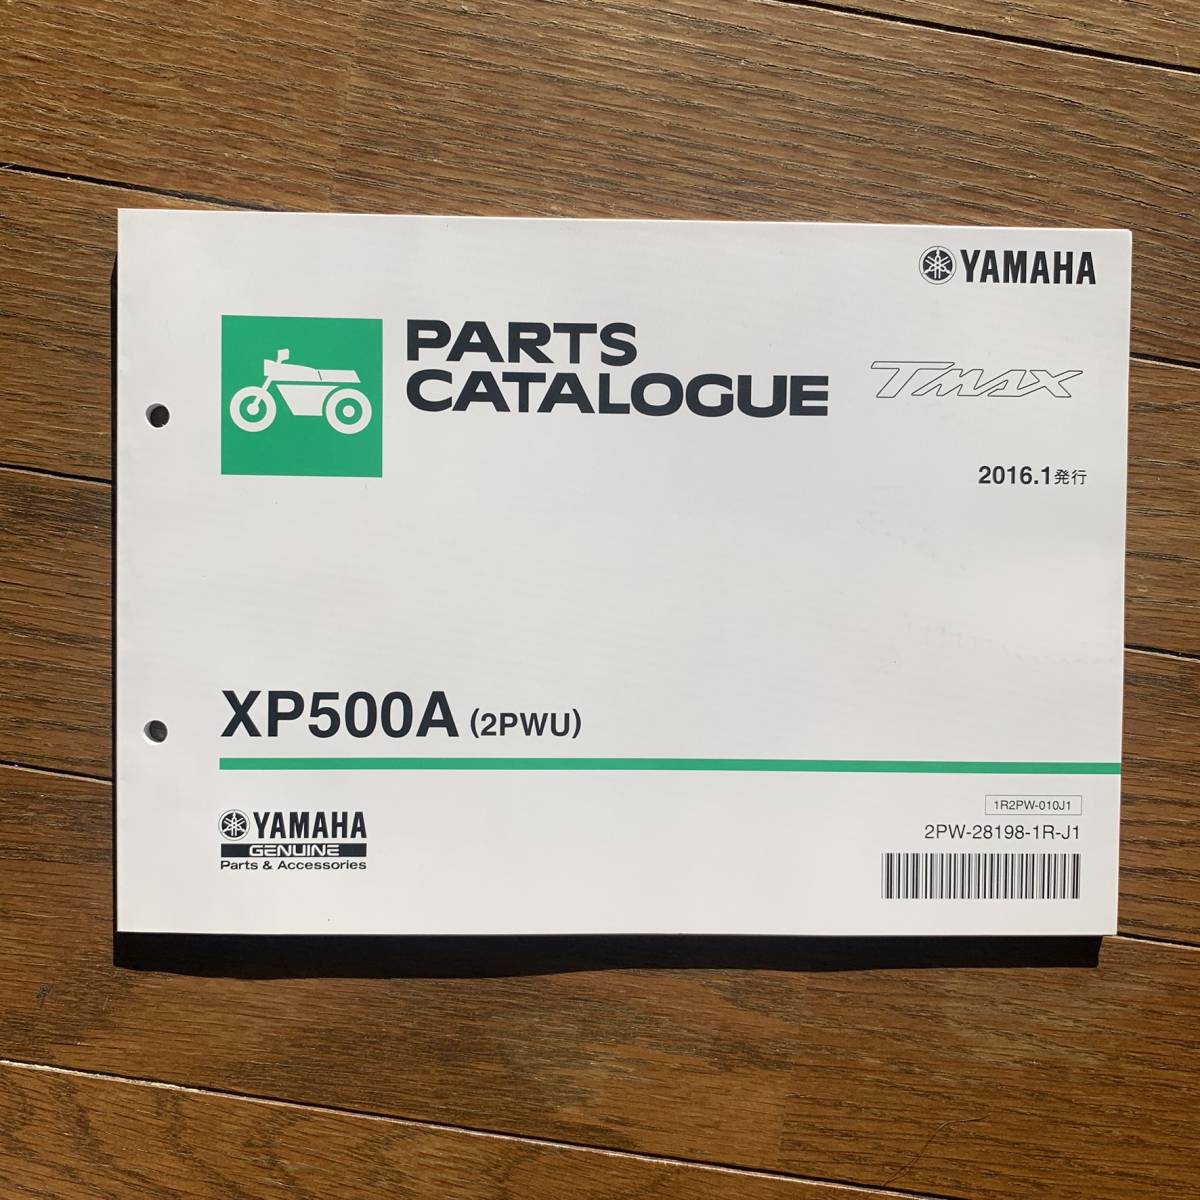 YAMAHA
PARTS
CATALOGUE
TMAX
2016.1発行
XP500A (2PWU)
YAMAHA
GENUINE
Parts & Accessories
1R2PW-010J1
2PW-28198-1R-J1